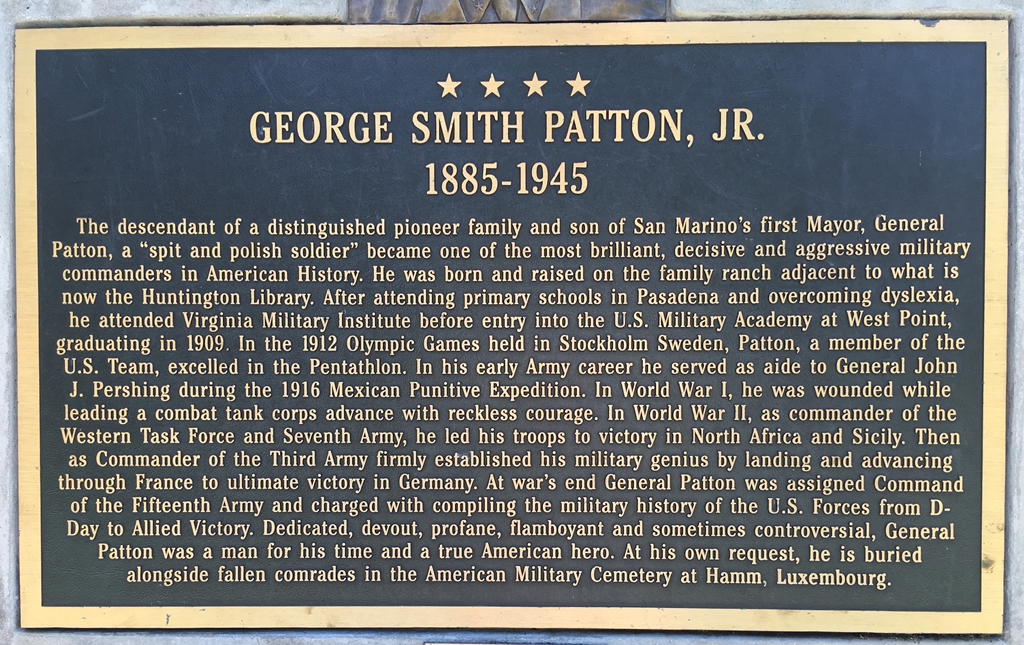 GEORGE SMITH PATTON, JR.
1885-1945
The descendant of a distinguished pioneer family and son of San Marino's first Mayor, General
Patton, a “spit and polish soldier” became one of the most brilliant, decisive and aggressive military
commanders in American History. He was born and raised on the family ranch adjacent to what is
now the Huntington Library. After attending primary schools in Pasadena and overcoming dyslexia,
he attended Virginia Military Institute before entry into the U.S. Military Academy at West Point,
graduating in 1909. In the 1912 Olympic Games held in Stockholm Sweden, Patton, a member of the
U.S. Team, excelled in the Pentathlon. In his early Army career he served as aide to General John
J. Pershing during the 1916 Mexican Punitive Expedition. In World War I, he was wounded while
leading a combat tank corps advance with reckless courage. In World War II, as commander of the
Western Task Force and Seventh Army, he led his troops to victory in North Africa and Sicily. Then
as Commander of the Third Army firmly established his military genius by landing and advancing
through France to ultimate victory in Germany. At war's end General Patton was assigned Command
of the Fifteenth Army and charged with compiling the military history of the U.S. Forces from D-
Day to Allied Victory. Dedicated, devout, profane, flamboyant and sometimes controversial, General
Patton was a man for his time and a true American hero. At his own request, he is buried
alongside fallen comrades in the American Military Cemetery at Hamm, Luxembourg.